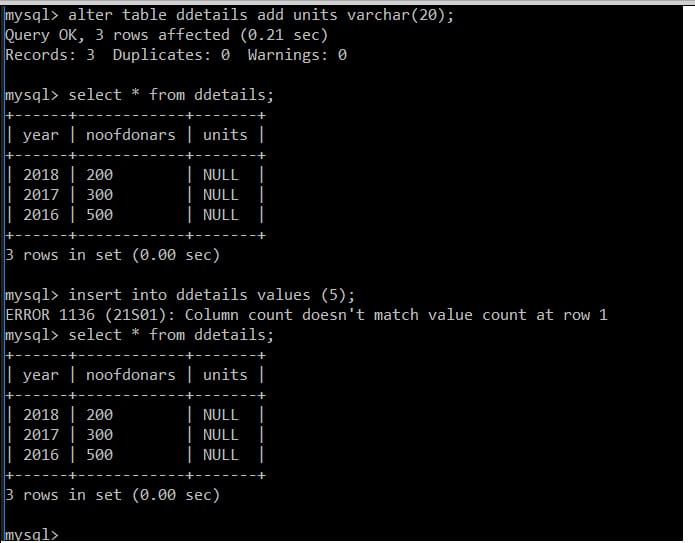 mysql> alter table ddetails add units varchar(20);
Query OK, 3 rows affected (0.21 sec)
Records: 3  Duplicates: 0  Warnings: 0
mysql> select * from ddetails;
+------+------------+-------+
| year | noofdonars | units |
+------+------------+-------+
| 2018 | 200        | NULL  |
| 2017 | 300        | NULL  |
| 2016 | 500        | NULL  |
+------+------------+-------+
3 rows in set (0.00 sec)
mysql> insert into ddetails values (5);
ERROR 1136 (21S01): Column count doesn't match value count at row 1
mysql> select * from ddetails;
+------+------------+-------+
| year | noofdonars | units |
+------+------------+-------+
| 2018 | 200        | NULL  |
| 2017 | 300        | NULL  |
| 2016 | 500        | NULL  |
+------+------------+-------+
3 rows in set (0.00 sec)
mysql>